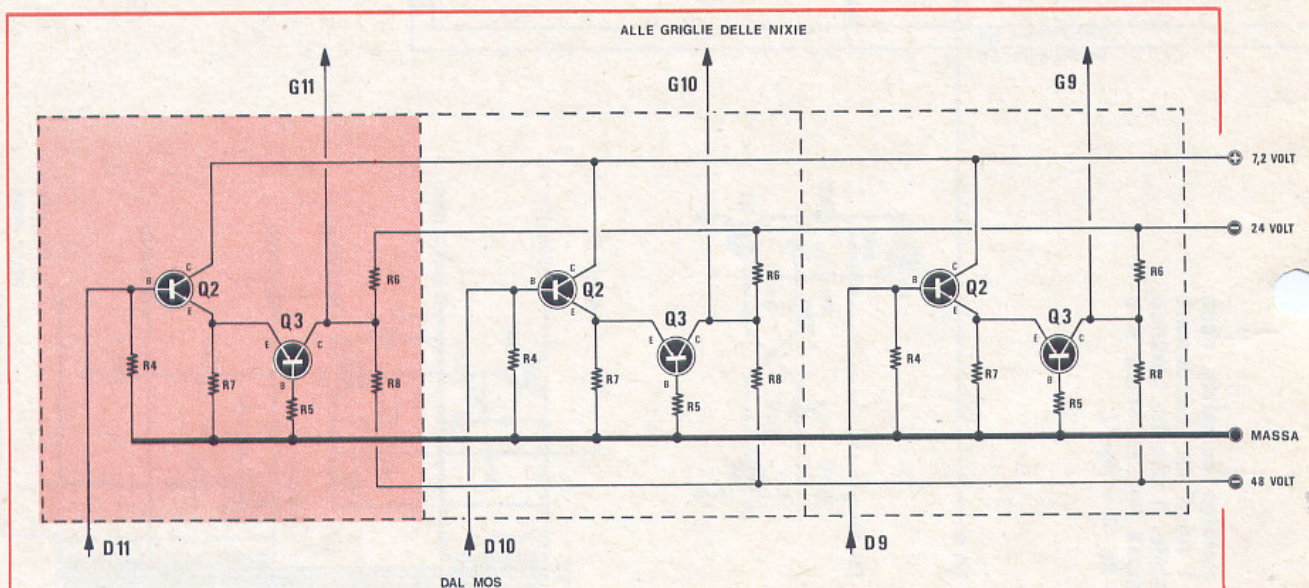 ALLE GRIGLIE DELLE NIXIE
G11 G10 G9
+ 7,2 VOLT
− 24 VOLT
C C C
R6 R6 R6
B Q2 B Q2 B Q2
E E E
Q3 Q3 Q3
E C E C E C
R4 R7 B R8 R4 R7 B R8 R4 R7 B R8
R5 R5 R5
MASSA
− 48 VOLT
D11 D10 D9
DAL MOS